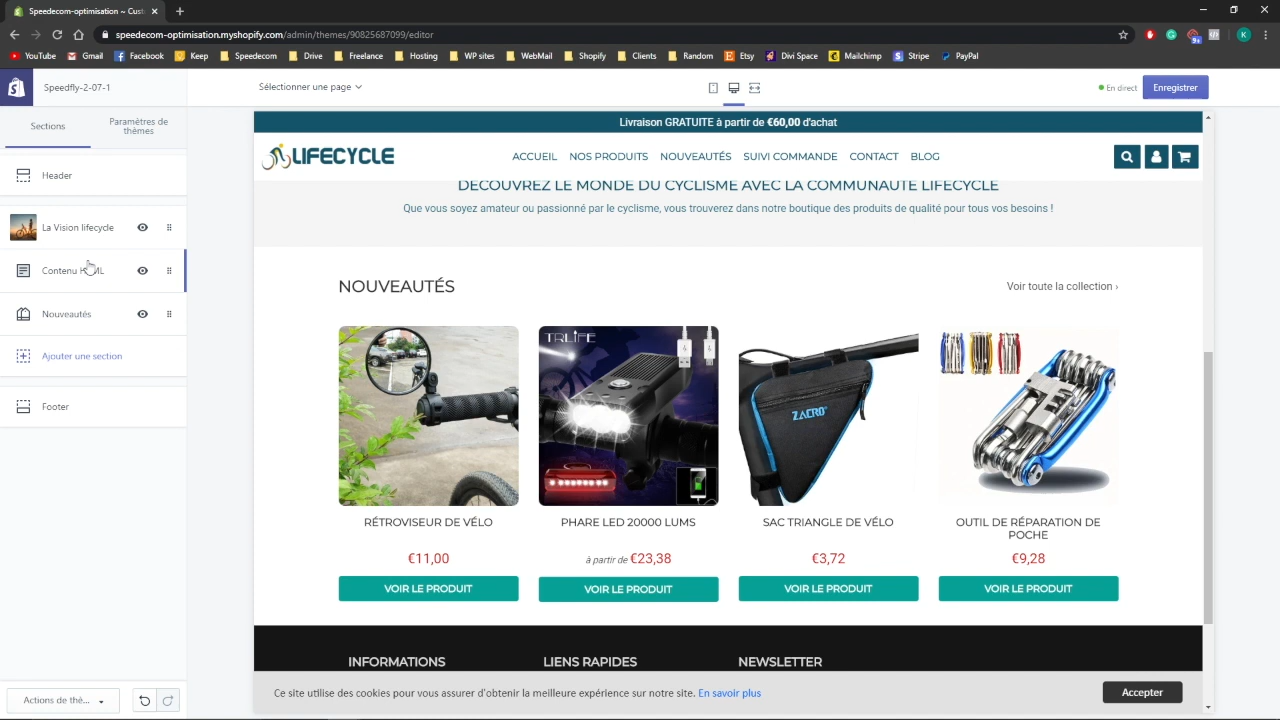 Speedecom-optimisation ~ Cust
speedecom-optimisation.myshopify.com/admin/themes/90825687099/editor
YouTube Gmail Facebook Keep Speedecom Drive Freelance Hosting WP sites WebMail Shopify Clients Random Etsy Divi Space Mailchimp Stripe PayPal
Speedfly-2-07-1
Sélectionner une page
En direct
Enregistrer
Sections
Paramètres de
thèmes
Header
La Vision lifecycle
Contenu HTML
Nouveautés
Ajouter une section
Footer
Actions de thé...
Livraison GRATUITE à partir de €60,00 d'achat
LIFECYCLE
ACCUEIL NOS PRODUITS NOUVEAUTÉS SUIVI COMMANDE CONTACT BLOG
DÉCOUVREZ LE MONDE DU CYCLISME AVEC LA COMMUNAUTÉ LIFECYCLE
Que vous soyez amateur ou passionné par le cyclisme, vous trouverez dans notre boutique des produits de qualité pour tous vos besoins !
NOUVEAUTÉS
Voir toute la collection ›
TRLIFE
ZACRO
RÉTROVISEUR DE VÉLO
€11,00
VOIR LE PRODUIT
PHARE LED 20000 LUMS
à partir de €23,38
VOIR LE PRODUIT
SAC TRIANGLE DE VÉLO
€3,72
VOIR LE PRODUIT
OUTIL DE RÉPARATION DE
POCHE
€9,28
VOIR LE PRODUIT
INFORMATIONS
LIENS RAPIDES
NEWSLETTER
Ce site utilise des cookies pour vous assurer d'obtenir la meilleure expérience sur notre site. En savoir plus
Accepter